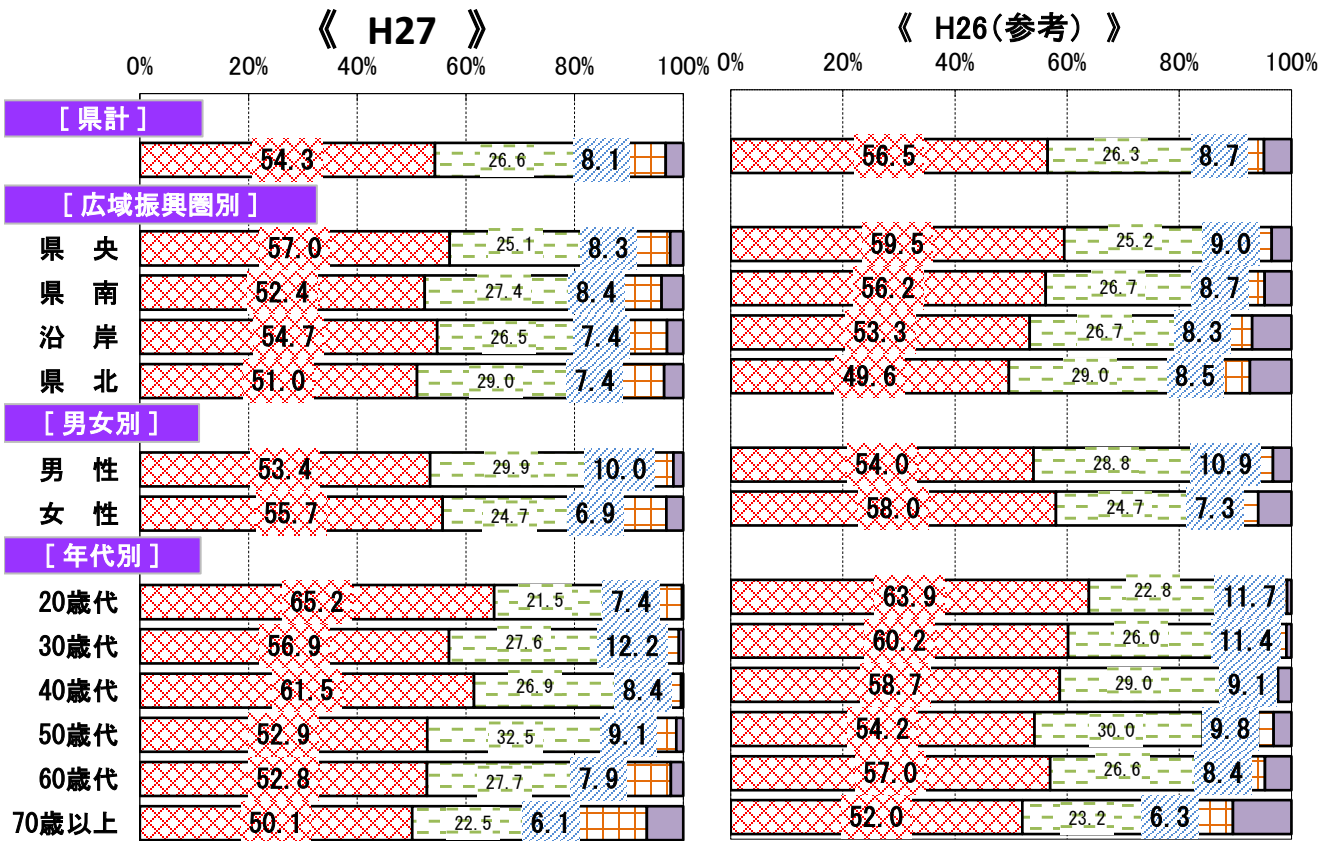 《 H27 》 《 H26(参考) 》
0% 20% 40% 60% 80% 100% 0% 20% 40% 60% 80% 100%
[ 県計 ]
54.3 26.6 8.1 56.5 26.3 8.7
[ 広域振興圏別 ]
県 央 57.0 25.1 8.3 59.5 25.2 9.0
県 南 52.4 27.4 8.4 56.2 26.7 8.7
沿 岸 54.7 26.5 7.4 53.3 26.7 8.3
県 北 51.0 29.0 7.4 49.6 29.0 8.5
[ 男女別 ]
男 性 53.4 29.9 10.0 54.0 28.8 10.9
女 性 55.7 24.7 6.9 58.0 24.7 7.3
[ 年代別 ]
20歳代 65.2 21.5 7.4 63.9 22.8 11.7
30歳代 56.9 27.6 12.2 60.2 26.0 11.4
40歳代 61.5 26.9 8.4 58.7 29.0 9.1
50歳代 52.9 32.5 9.1 54.2 30.0 9.8
60歳代 52.8 27.7 7.9 57.0 26.6 8.4
70歳以上 50.1 22.5 6.1 52.0 23.2 6.3